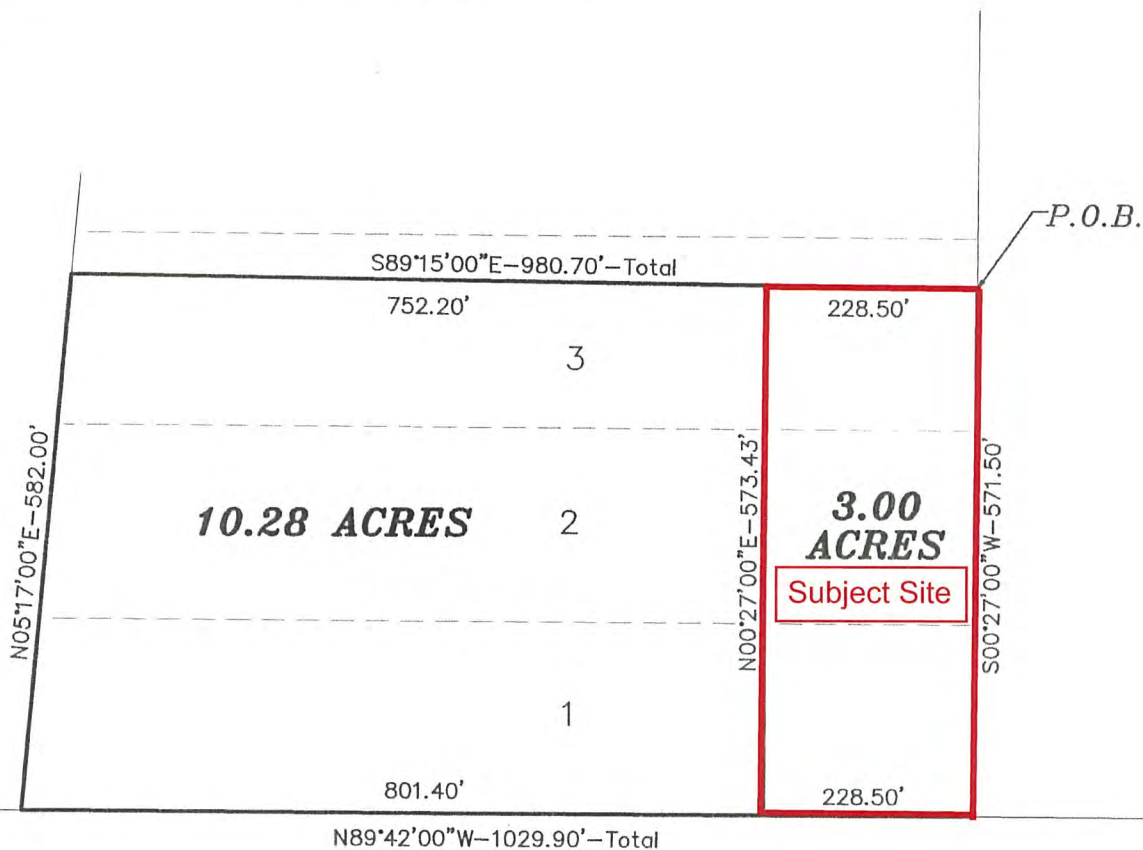 P.O.B.
S89°15'00"E-980.70'-Total
752.20'
228.50'
3
N05°17'00"E-582.00'
10.28 ACRES
2
N00°27'00"E-573.43'
3.00
ACRES
Subject Site
S00°27'00"W-571.50'
1
801.40'
228.50'
N89°42'00"W-1029.90'-Total